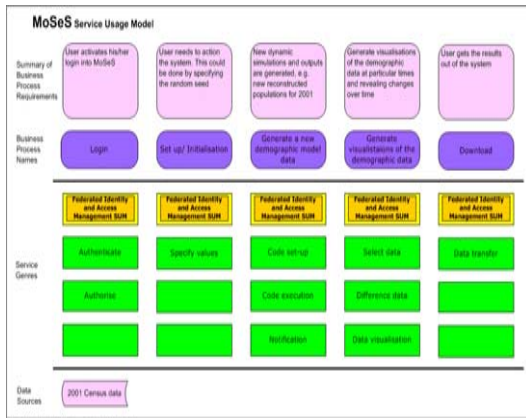 MoSeS Service Usage Model
Summary of
Business
Process
Requirements
User activates his/her
login into MoSeS
User needs to action
the system. This could
be done by specifying
the random seed
New dynamic
simulations and outputs
are generated, e.g.
new reconstructed
populations for 2001
Generate visualisations
of the demographic
data at particular times
and revealing changes
over time
User gets the results
out of the system
Business
Process
Names
Login
Set up/ Initialisation
Generate a new
demographic model
data
Generate
visualistaions of the
demographic data
Download
Federated Identity
and Access
Management SUM
Federated Identity
and Access
Management SUM
Federated Identity
and Access
Management SUM
Federated Identity
and Access
Management SUM
Federated Identity
and Access
Management SUM
Service
Genres
Authenticate
Specify values
Code set-up
Select data
Data transfer
Authorise
Code execution
Difference data
Notification
Data visualisation
Data
Sources
2001 Census data